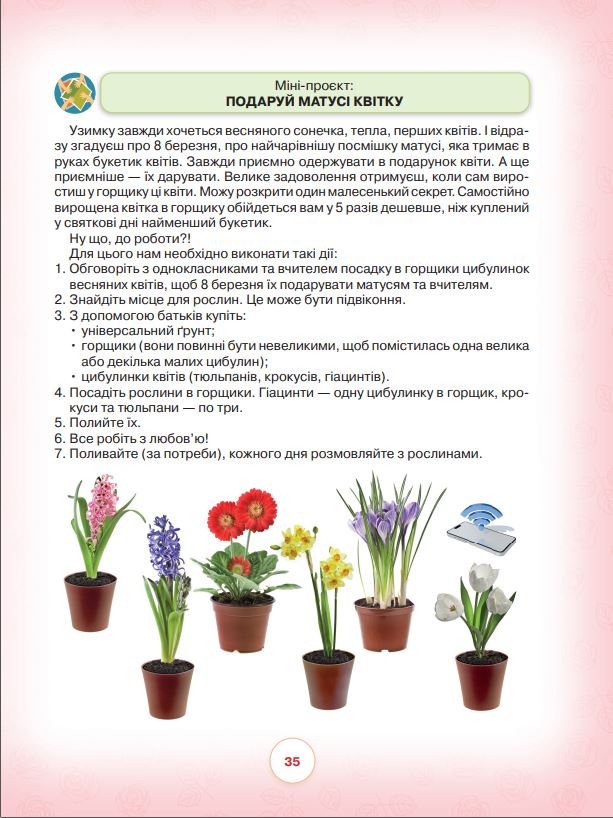 Міні-проєкт:
ПОДАРУЙ МАТУСІ КВІТКУ
Узимку завжди хочеться весняного сонечка, тепла, перших квітів. І відра-
зу згадуєш про 8 березня, про найчарівнішу посмішку матусі, яка тримає в
руках букетик квітів. Завжди приємно одержувати в подарунок квіти. А ще
приємніше — їх дарувати. Велике задоволення отримуєш, коли сам виро-
стиш у горщику ці квіти. Можу розкрити один малесенький секрет. Самостійно
вирощена квітка в горщику обійдеться вам у 5 разів дешевше, ніж куплений
у святкові дні найменший букетик.
Ну що, до роботи?!
Для цього нам необхідно виконати такі дії:
1. Обговоріть з однокласниками та вчителем посадку в горщики цибулинок
весняних квітів, щоб 8 березня їх подарувати матусям та вчителям.
2. Знайдіть місце для рослин. Це може бути підвіконня.
3. З допомогою батьків купіть:
• універсальний ґрунт;
• горщики (вони повинні бути невеликими, щоб помістилась одна велика
або декілька малих цибулин);
• цибулинки квітів (тюльпанів, крокусів, гіацинтів).
4. Посадіть рослини в горщики. Гіацинти — одну цибулинку в горщик, кро-
куси та тюльпани — по три.
5. Полийте їх.
6. Все робіть з любов’ю!
7. Поливайте (за потреби), кожного дня розмовляйте з рослинами.
35